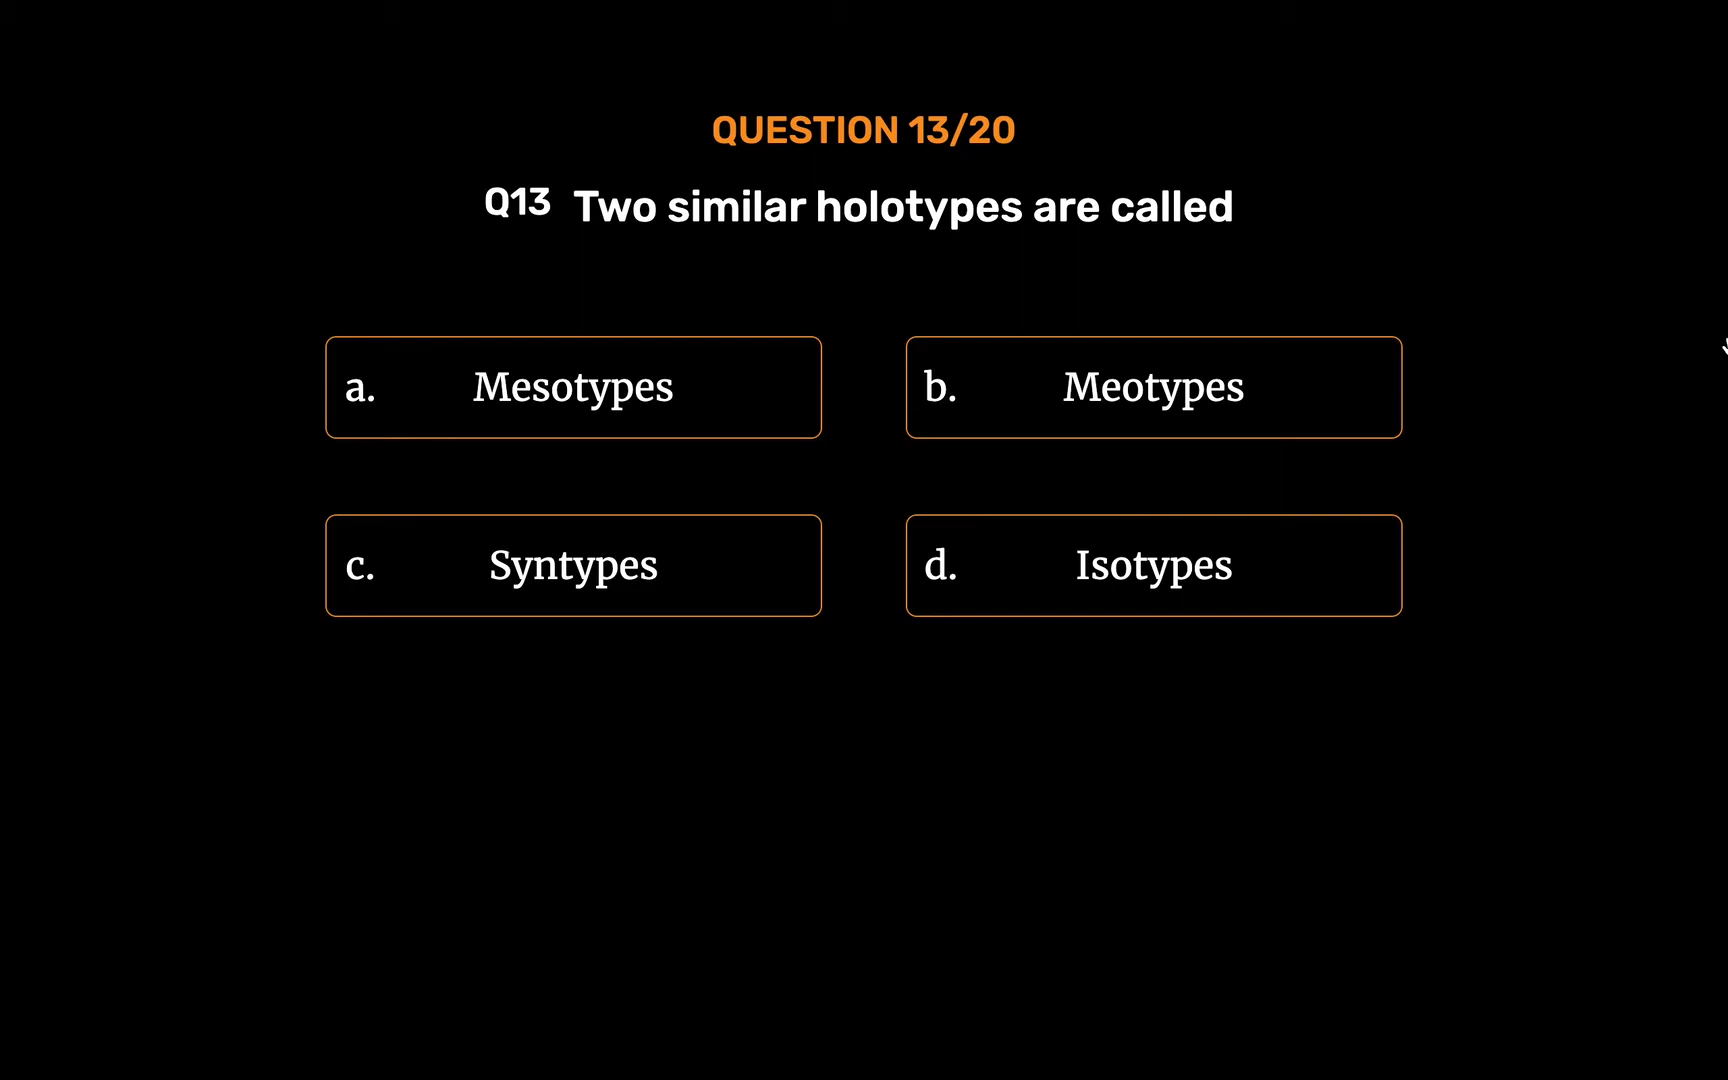 QUESTION 13/20
Q13 Two similar holotypes are called
a. Mesotypes
b. Meotypes
c. Syntypes
d. Isotypes